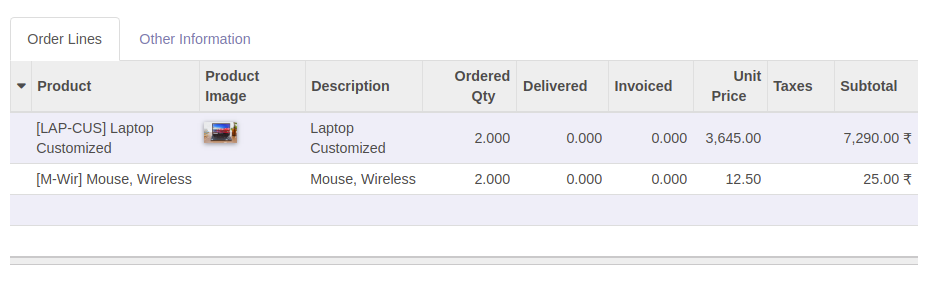 Order Lines Other Information
Product Product Image Description Ordered Qty Delivered Invoiced Unit Price Taxes Subtotal
[LAP-CUS] Laptop Customized Laptop Customized 2.000 0.000 0.000 3,645.00 7,290.00 ₹
[M-Wir] Mouse, Wireless Mouse, Wireless 2.000 0.000 0.000 12.50 25.00 ₹